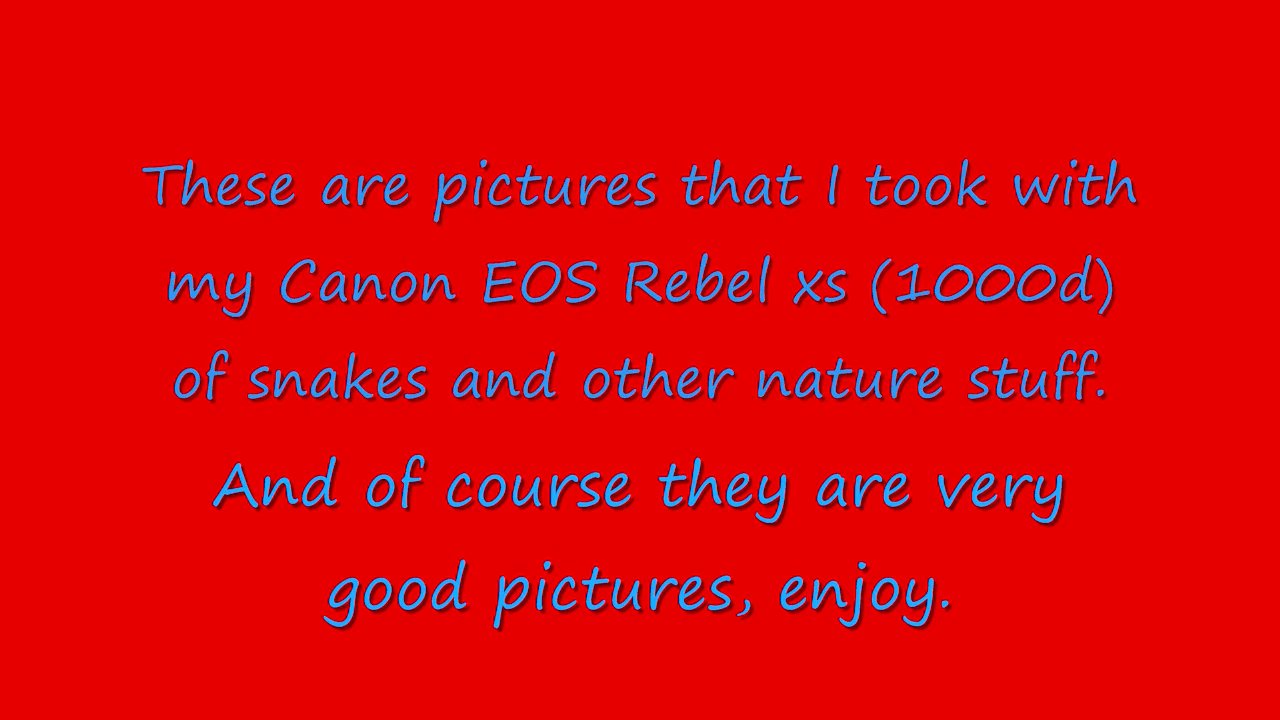 These are pictures that I took with
my Canon EOS Rebel xs (1000d)
of snakes and other nature stuff.
And of course they are very
good pictures, enjoy.